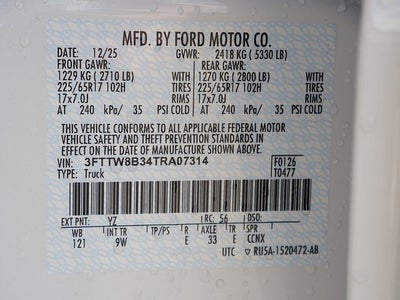 MFD. BY FORD MOTOR CO.
DATE: 12/25 GVWR: 2418 KG ( 5330 LB)
FRONT GAWR: REAR GAWR:
1229 KG ( 2710 LB) WITH 1270 KG ( 2800 LB) WITH
225/65R17 102H TIRES 225/65R17 102H TIRES
17x7.0J RIMS 17x7.0J RIMS
AT 240 kPa/ 35 PSI COLD AT 240 kPa/ 35 PSI COLD
THIS VEHICLE CONFORMS TO ALL APPLICABLE FEDERAL MOTOR
VEHICLE SAFETY AND THEFT PREVENTION STANDARDS IN
EFFECT ON THE DATE OF MANUFACTURE SHOWN ABOVE.
VIN: 3FTTW8B34TRA07314 F0126
TYPE: Truck T0477
EXT PNT: YZ RC: 56 DSO:
WB INT TR TP/PS R AXLE TR SPR
121 9W E 33 E CCNX
UTC RU5A-1520472-AB